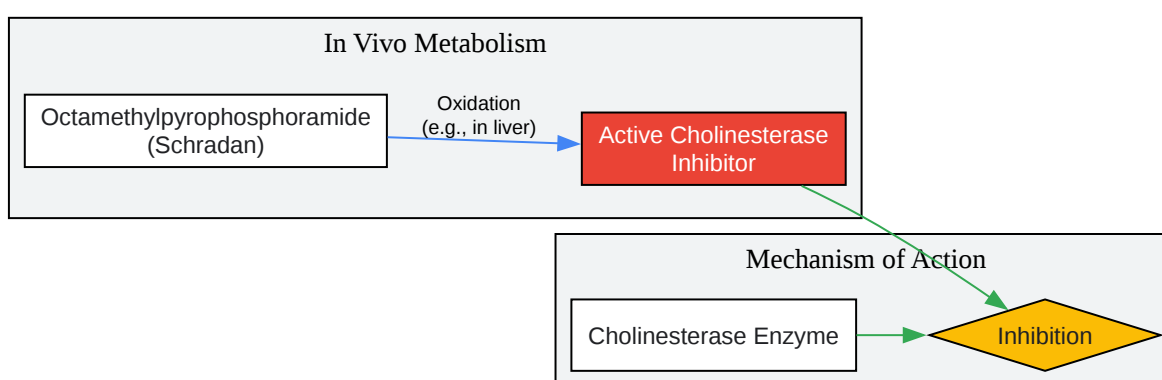 In Vivo Metabolism
Octamethylpyrophosphoramide
(Schradan)
Oxidation
(e.g., in liver)
Active Cholinesterase
Inhibitor
Mechanism of Action
Cholinesterase Enzyme
Inhibition